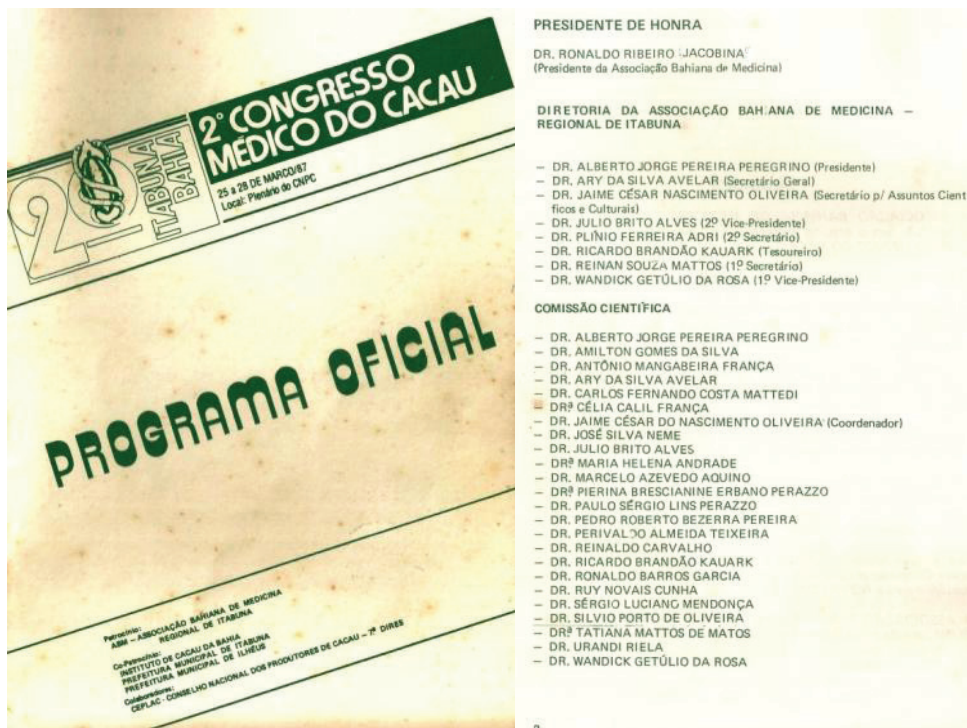 2º CONGRESSO
MÉDICO DO CACAU
20
ITABUNA
BAHIA
25 a 28 DE MARÇO/87
Local: Plenário do CNPC
PROGRAMA OFICIAL
Patrocínio:
ABM – ASSOCIAÇÃO BAHIANA DE MEDICINA
REGIONAL DE ITABUNA
Co-Patrocínio:
INSTITUTO DE CACAU DA BAHIA
PREFEITURA MUNICIPAL DE ITABUNA
PREFEITURA MUNICIPAL DE ILHÉUS
Colaboradores:
CEPLAC - CONSELHO NACIONAL DOS PRODUTORES DE CACAU – 7ª DIRES
PRESIDENTE DE HONRA
DR. RONALDO RIBEIRO JACOBINA
(Presidente da Associação Bahiana de Medicina)
DIRETORIA DA ASSOCIAÇÃO BAHIANA DE MEDICINA –
REGIONAL DE ITABUNA
– DR. ALBERTO JORGE PEREIRA PEREGRINO (Presidente)
– DR. ARY DA SILVA AVELAR (Secretário Geral)
– DR. JAIME CÉSAR NASCIMENTO OLIVEIRA (Secretário p/ Assuntos Cient
ficos e Culturais)
– DR. JULIO BRITO ALVES (2º Vice-Presidente)
– DR. PLÍNIO FERREIRA ADRI (2º Secretário)
– DR. RICARDO BRANDÃO KAUARK (Tesoureiro)
– DR. REINAN SOUZA MATTOS (1º Secretário)
– DR. WANDICK GETÚLIO DA ROSA (1º Vice-Presidente)
COMISSÃO CIENTÍFICA
– DR. ALBERTO JORGE PEREIRA PEREGRINO
– DR. AMILTON GOMES DA SILVA
– DR. ANTÔNIO MANGABEIRA FRANÇA
– DR. ARY DA SILVA AVELAR
– DR. CARLOS FERNANDO COSTA MATTEDI
– DRª CÉLIA CALIL FRANÇA
– DR. JAIME CÉSAR DO NASCIMENTO OLIVEIRA (Coordenador)
– DR. JOSÉ SILVA NEME
– DR. JULIO BRITO ALVES
– DRª MARIA HELENA ANDRADE
– DR. MARCELO AZEVEDO AQUINO
– DRª PIERINA BRESCIANINE ERBANO PERAZZO
– DR. PAULO SÉRGIO LINS PERAZZO
– DR. PEDRO ROBERTO BEZERRA PEREIRA
– DR. PERIVALDO ALMEIDA TEIXEIRA
– DR. REINALDO CARVALHO
– DR. RICARDO BRANDÃO KAUARK
– DR. RONALDO BARROS GARCIA
– DR. RUY NOVAIS CUNHA
– DR. SÉRGIO LUCIANO MENDONÇA
– DR. SILVIO PORTO DE OLIVEIRA
– DRª TATIANA MATTOS DE MATOS
– DR. URANDI RIELA
– DR. WANDICK GETÚLIO DA ROSA